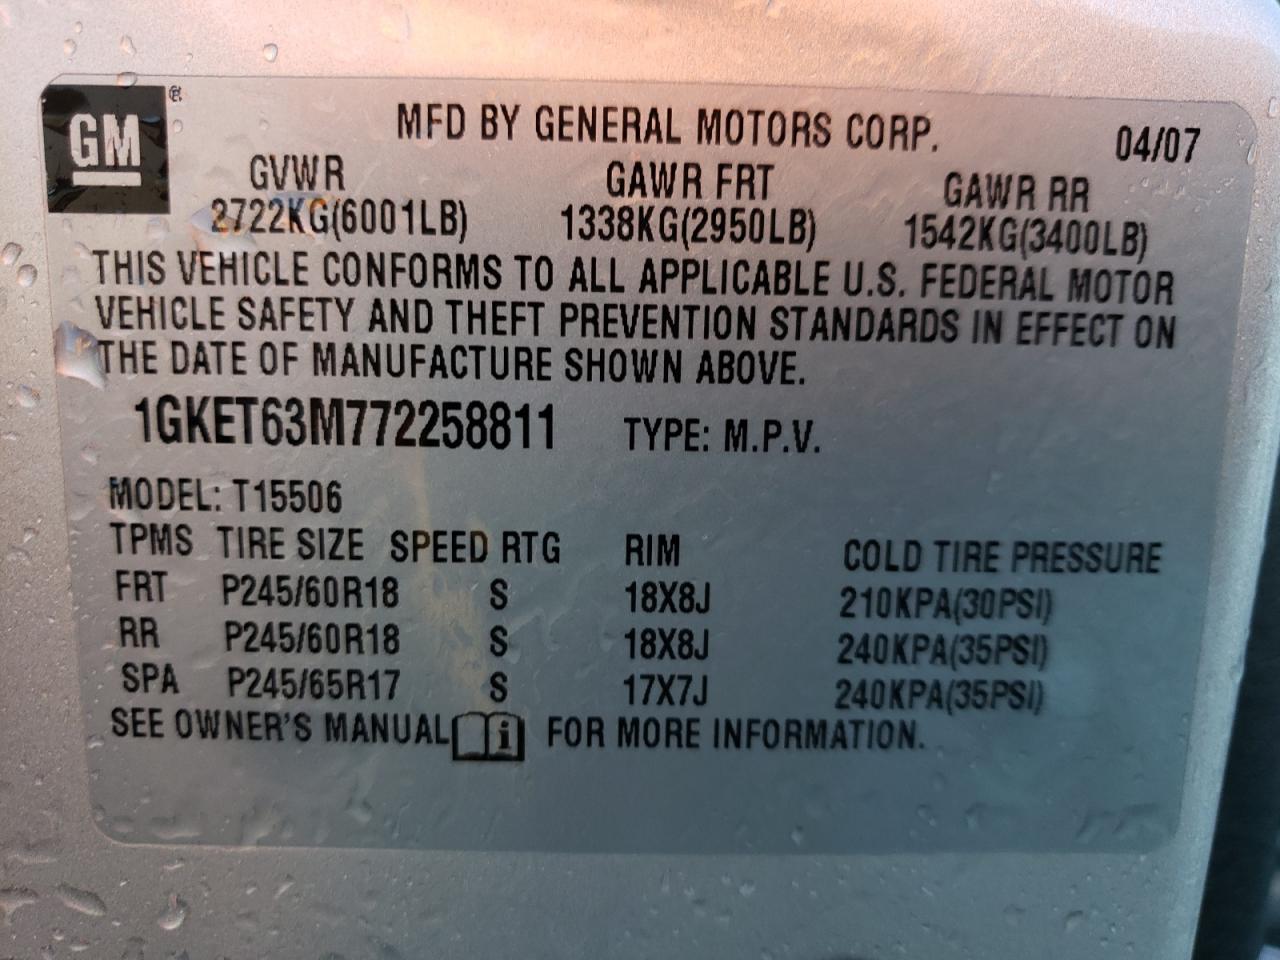 GM
MFD BY GENERAL MOTORS CORP. 04/07
GVWR GAWR FRT GAWR RR
2722KG(6001LB) 1338KG(2950LB) 1542KG(3400LB)
THIS VEHICLE CONFORMS TO ALL APPLICABLE U.S. FEDERAL MOTOR
VEHICLE SAFETY AND THEFT PREVENTION STANDARDS IN EFFECT ON
THE DATE OF MANUFACTURE SHOWN ABOVE.
1GKET63M772258811 TYPE: M.P.V.
MODEL: T15506
TPMS TIRE SIZE SPEED RTG RIM COLD TIRE PRESSURE
FRT P245/60R18 S 18X8J 210KPA(30PSI)
RR P245/60R18 S 18X8J 240KPA(35PSI)
SPA P245/65R17 S 17X7J 240KPA(35PSI)
SEE OWNER'S MANUAL i FOR MORE INFORMATION.